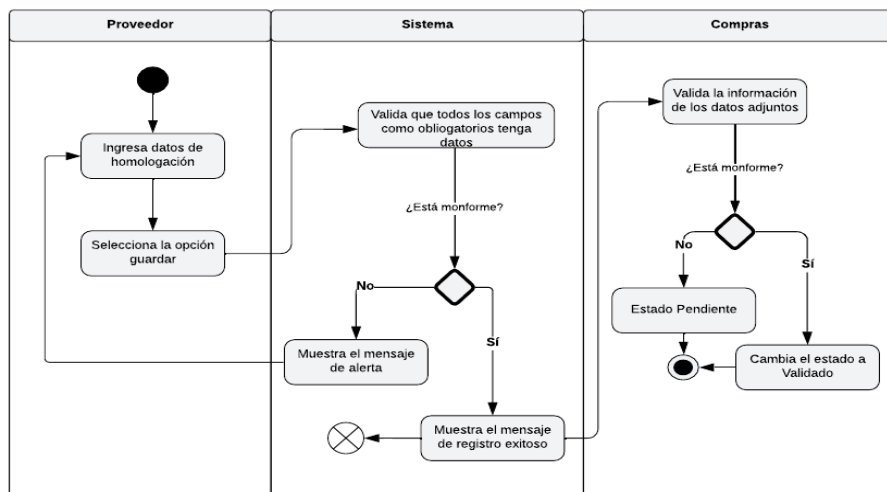 Proveedor
Sistema
Compras
Ingresa datos de
homologación
Selecciona la opción
guardar
Valida que todos los campos
como obliogatorios tenga
datos
¿Está monforme?
No
Sí
Muestra el mensaje
de alerta
Muestra el mensaje
de registro exitoso
Valida la información
de los datos adjuntos
¿Está monforme?
No
Sí
Estado Pendiente
Cambia el estado a
Validado